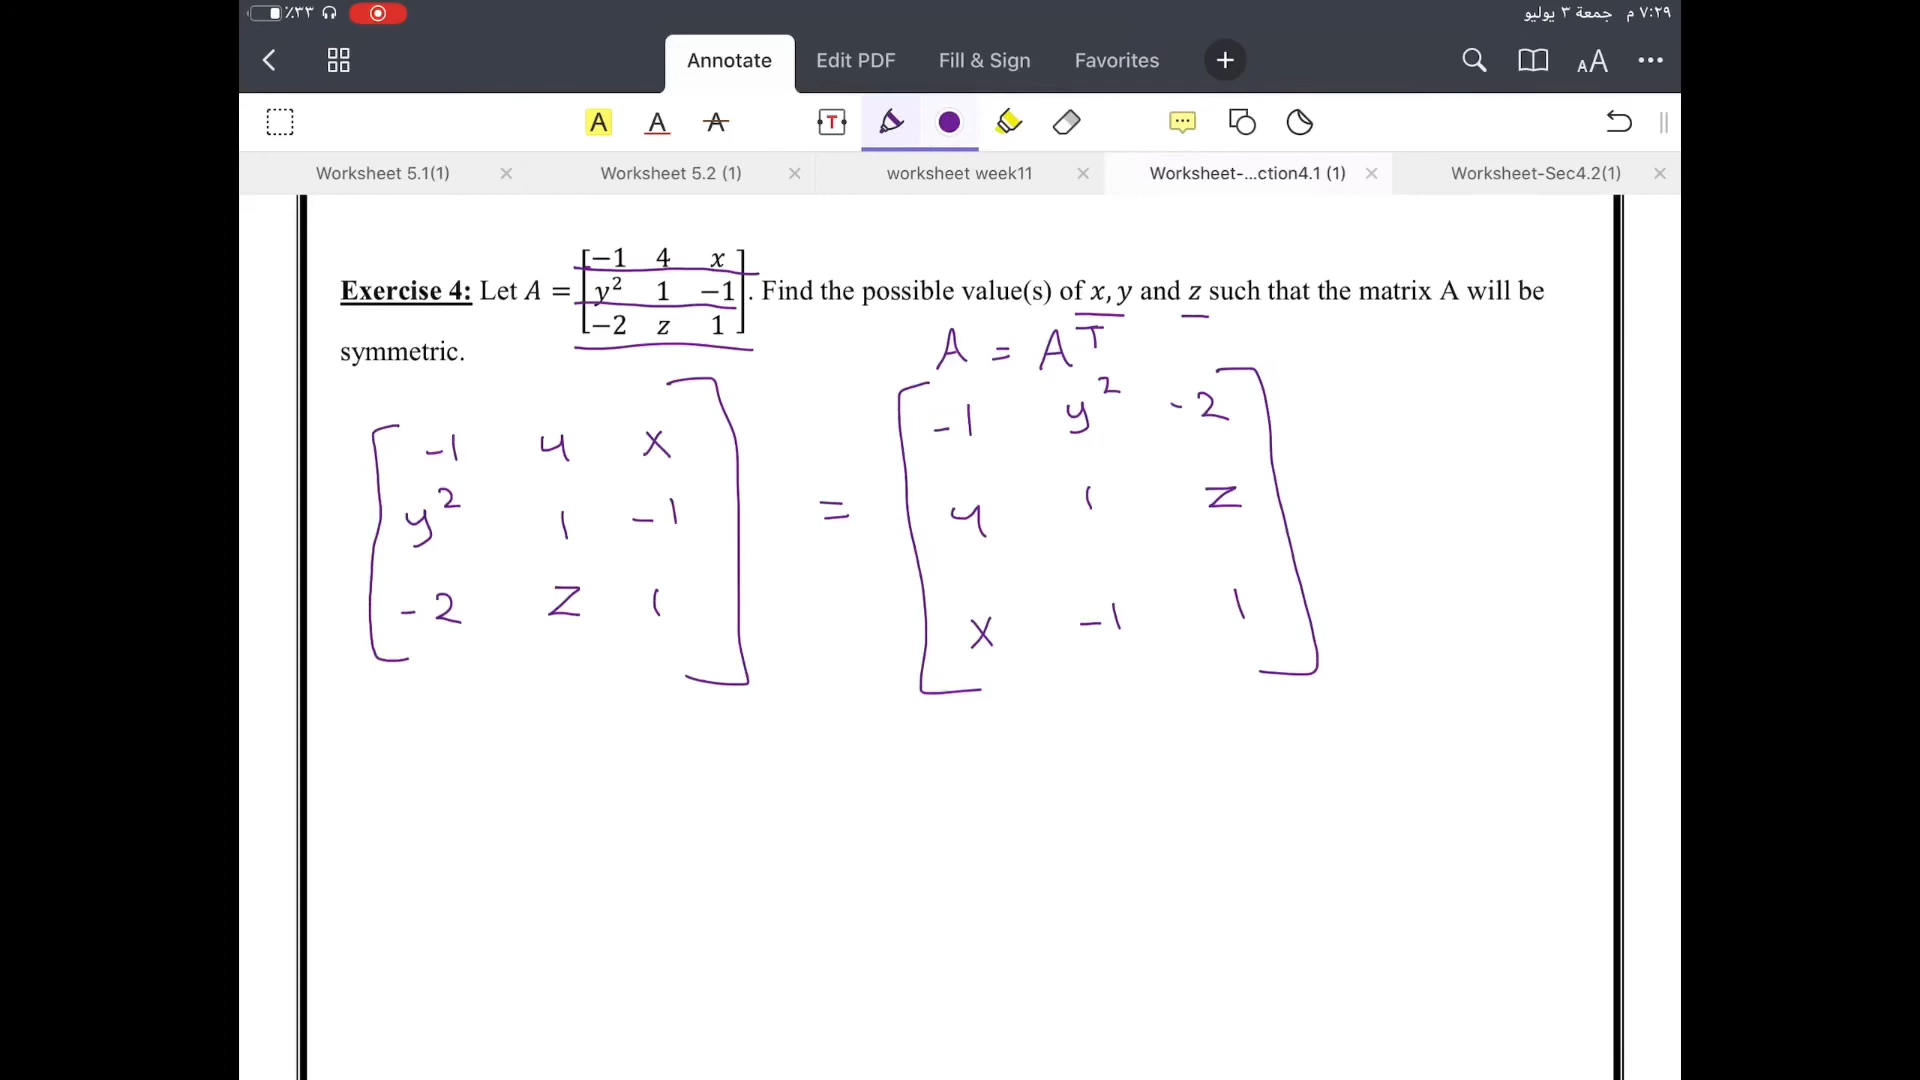 ٪٣٣ ٧:٢٩ م جمعة ٣ يوليو
Annotate Edit PDF Fill & Sign Favorites
Worksheet 5.1(1) Worksheet 5.2 (1) worksheet week11 Worksheet-...ction4.1 (1) Worksheet-Sec4.2(1)
Exercise 4: Let A = [−1 4 x
y² 1 −1
−2 z 1]. Find the possible value(s) of x, y and z such that the matrix A will be
symmetric.
A = Aᵀ
[-1 4 x
y² 1 -1
-2 z 1]
=
[-1 y² -2
4 1 z
x -1 1]